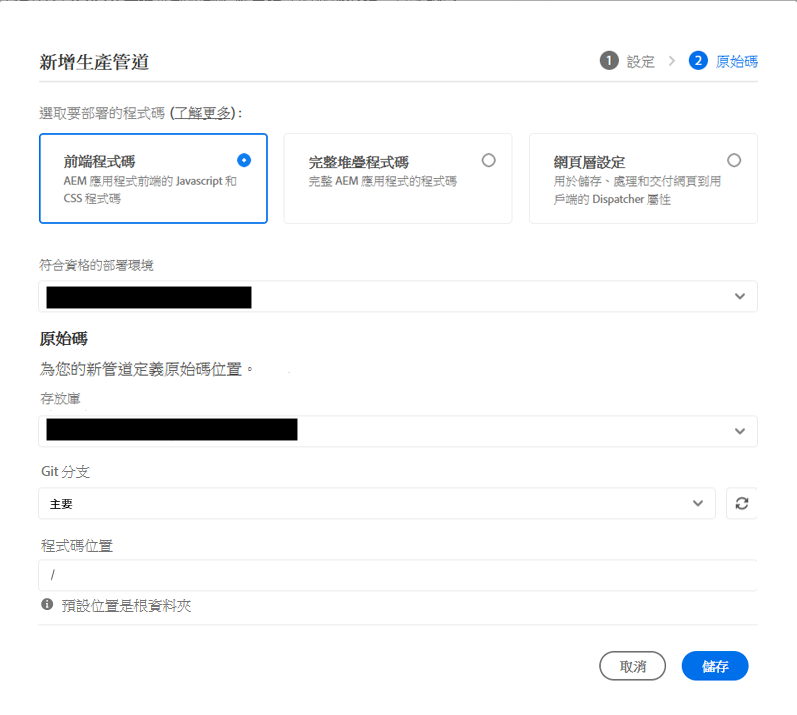 新增生產管道
1 設定 > 2 原始碼
選取要部署的程式碼 (了解更多):
前端程式碼
AEM 應用程式前端的 Javascript 和
CSS 程式碼
完整堆疊程式碼
完整 AEM 應用程式的程式碼
網頁層設定
用於儲存、處理和交付網頁到用
戶端的 Dispatcher 屬性
符合資格的部署環境
原始碼
為您的新管道定義原始碼位置。
存放庫
Git 分支
主要
程式碼位置
/
預設位置是根資料夾
取消
儲存